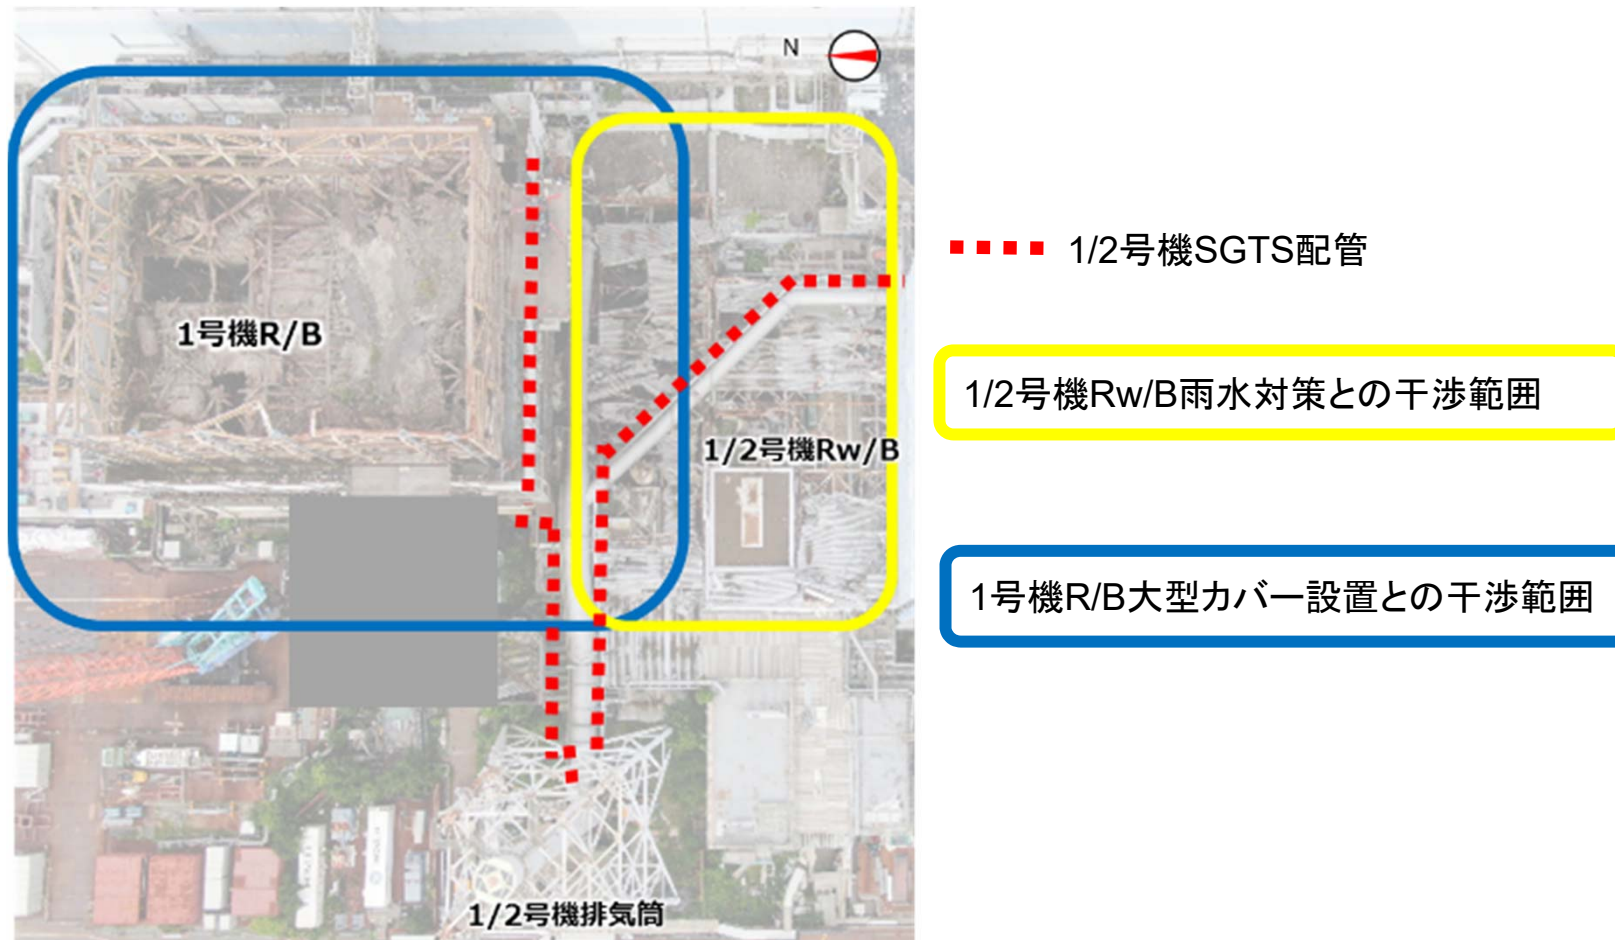 N
1/2号機SGTS配管
1号機R/B
1/2号機Rw/B雨水対策との干渉範囲
1/2号機Rw/B
1号機R/B大型カバー設置との干渉範囲
1/2号機排気筒